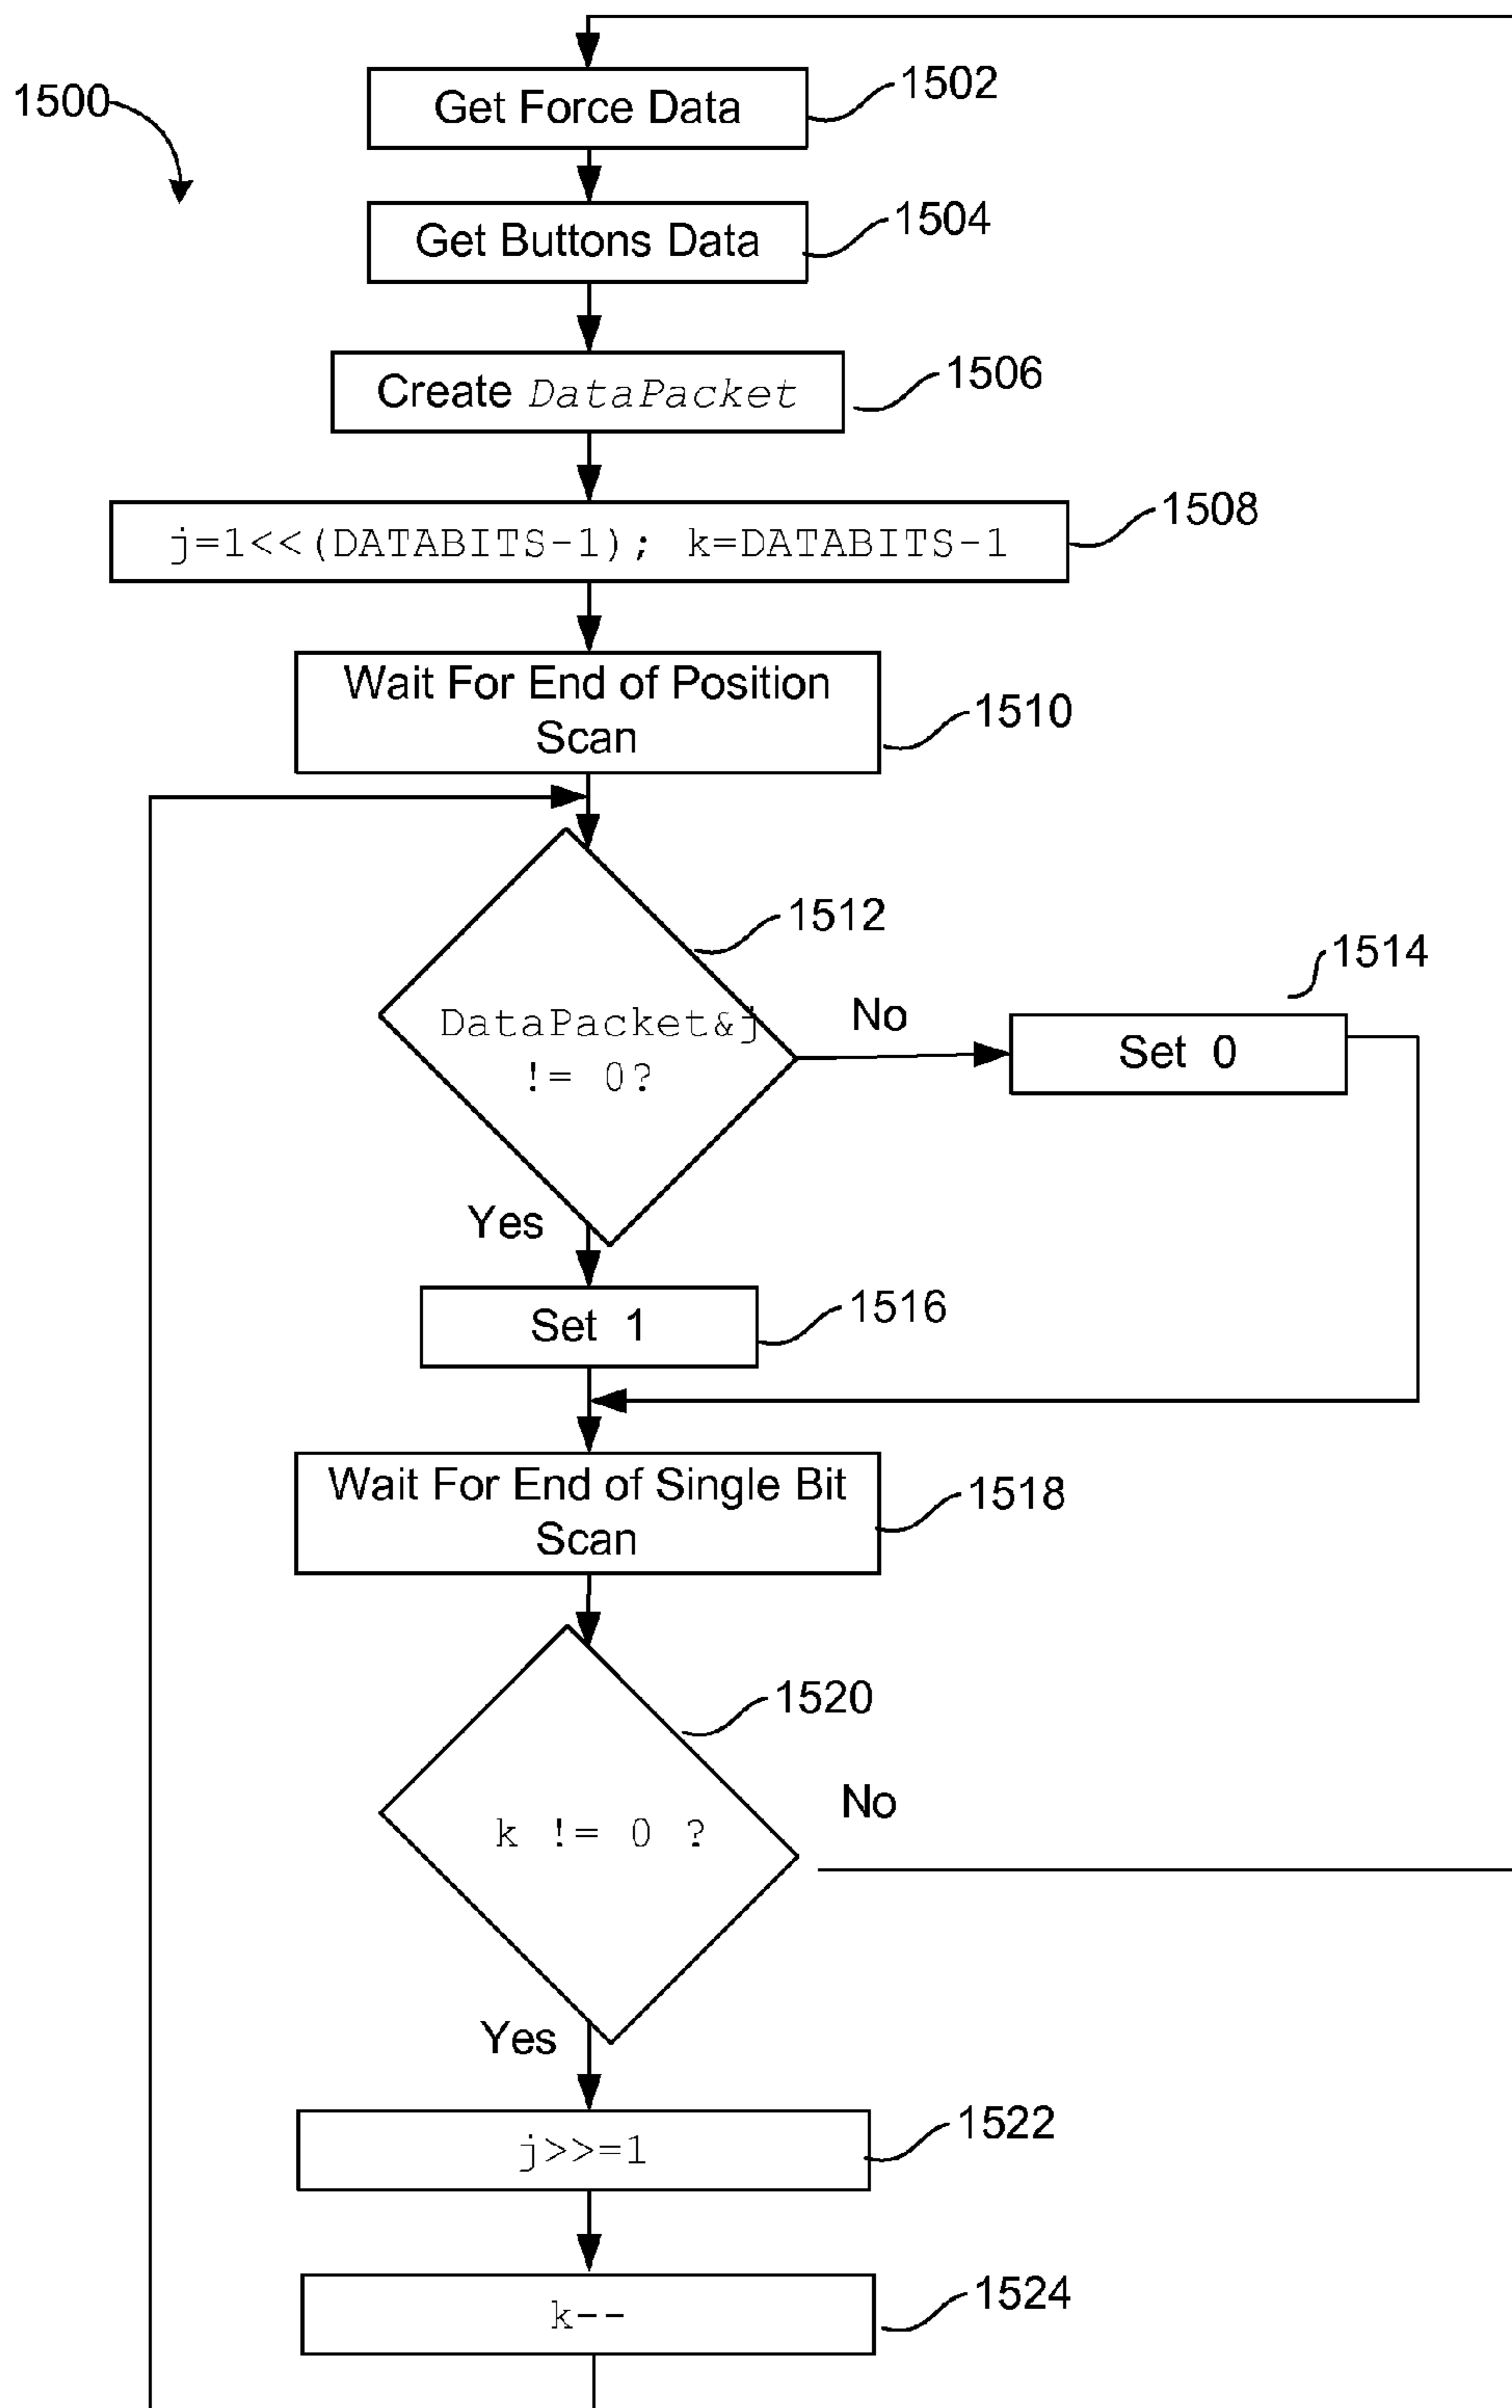 1500
Get Force Data
1502
Get Buttons Data
1504
Create DataPacket
1506
j=1<<(DATABITS-1); k=DATABITS-1
1508
Wait For End of Position
Scan
1510
1512
DataPacket&j
!= 0?
No
1514
Set 0
Yes
Set 1
1516
Wait For End of Single Bit
Scan
1518
1520
k != 0 ?
No
Yes
j>>=1
1522
k--
1524